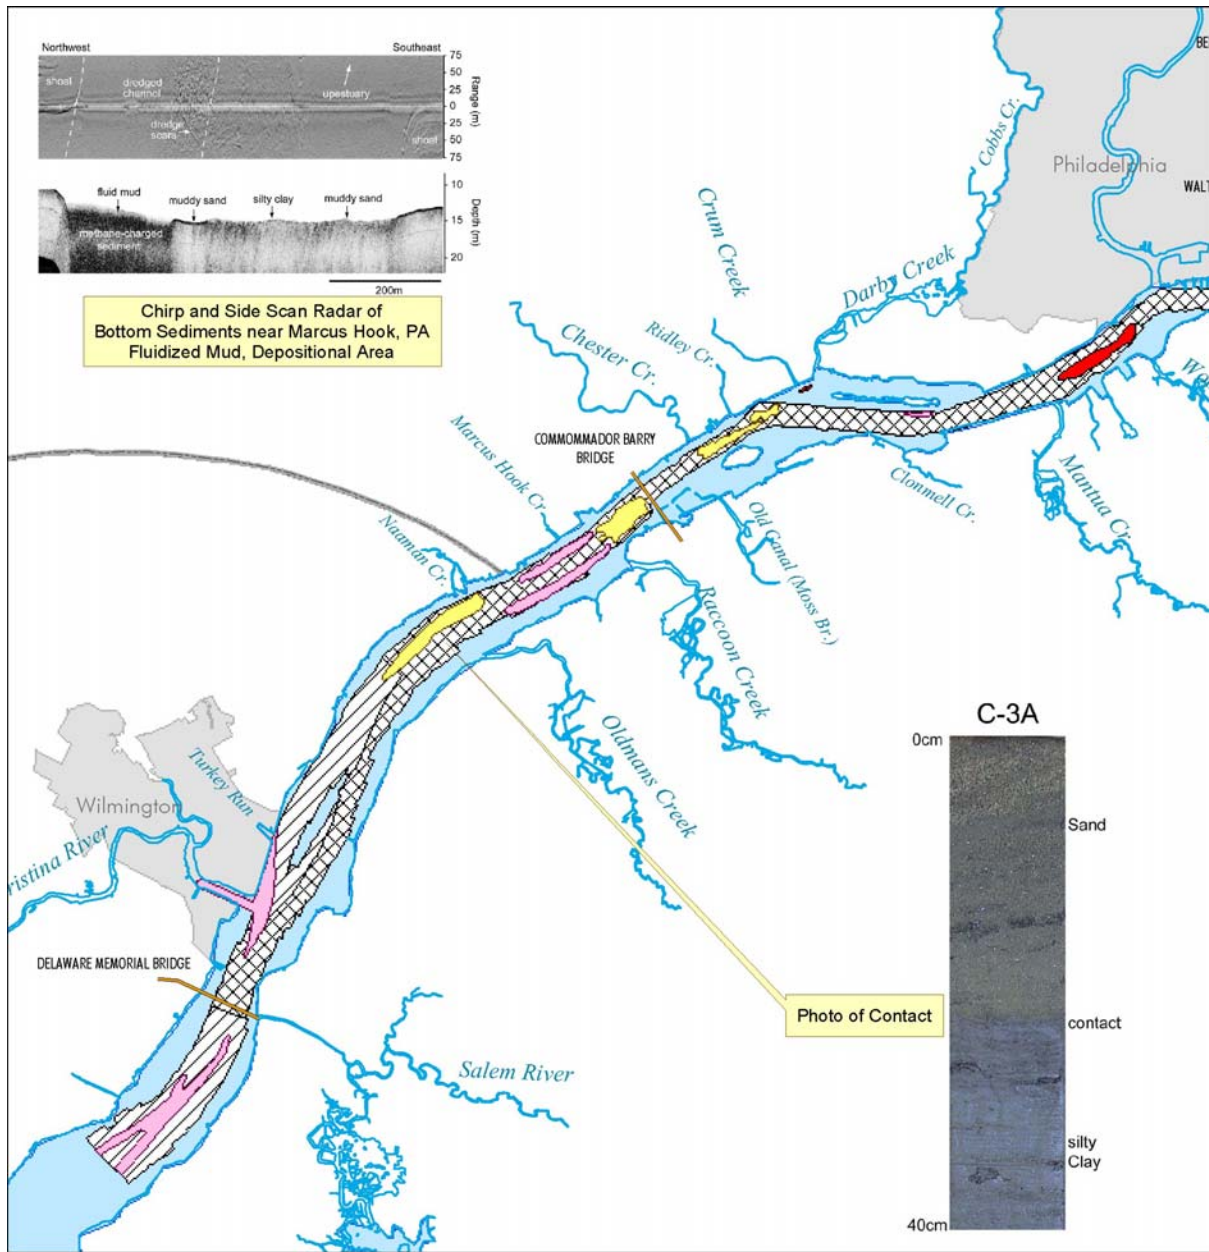 Northwest
Southeast
shoal
dredged
channel
upestuary
dredge
scars
shoal
75
50
25
0
25
50
75
Range (m)
fluid mud
muddy sand
silty clay
muddy sand
methane-charged
sediment
10
15
20
Depth (m)
200m
Chirp and Side Scan Radar of
Bottom Sediments near Marcus Hook, PA
Fluidized Mud, Depositional Area
BE
Cobbs Cr.
Philadelphia
WALT
Crum Creek
Darby Creek
Ridley Cr.
Chester Cr.
We
COMMOMMADOR BARRY
BRIDGE
Marcus Hook Cr.
Clonmell Cr.
Mantua Cr.
Naaman Cr.
Old Canal (Moss Br.)
Raccoon Creek
Oldmans Creek
Turkey Run
Wilmington
ristina River
DELAWARE MEMORIAL BRIDGE
Salem River
Photo of Contact
C-3A
0cm
Sand
contact
silty
Clay
40cm